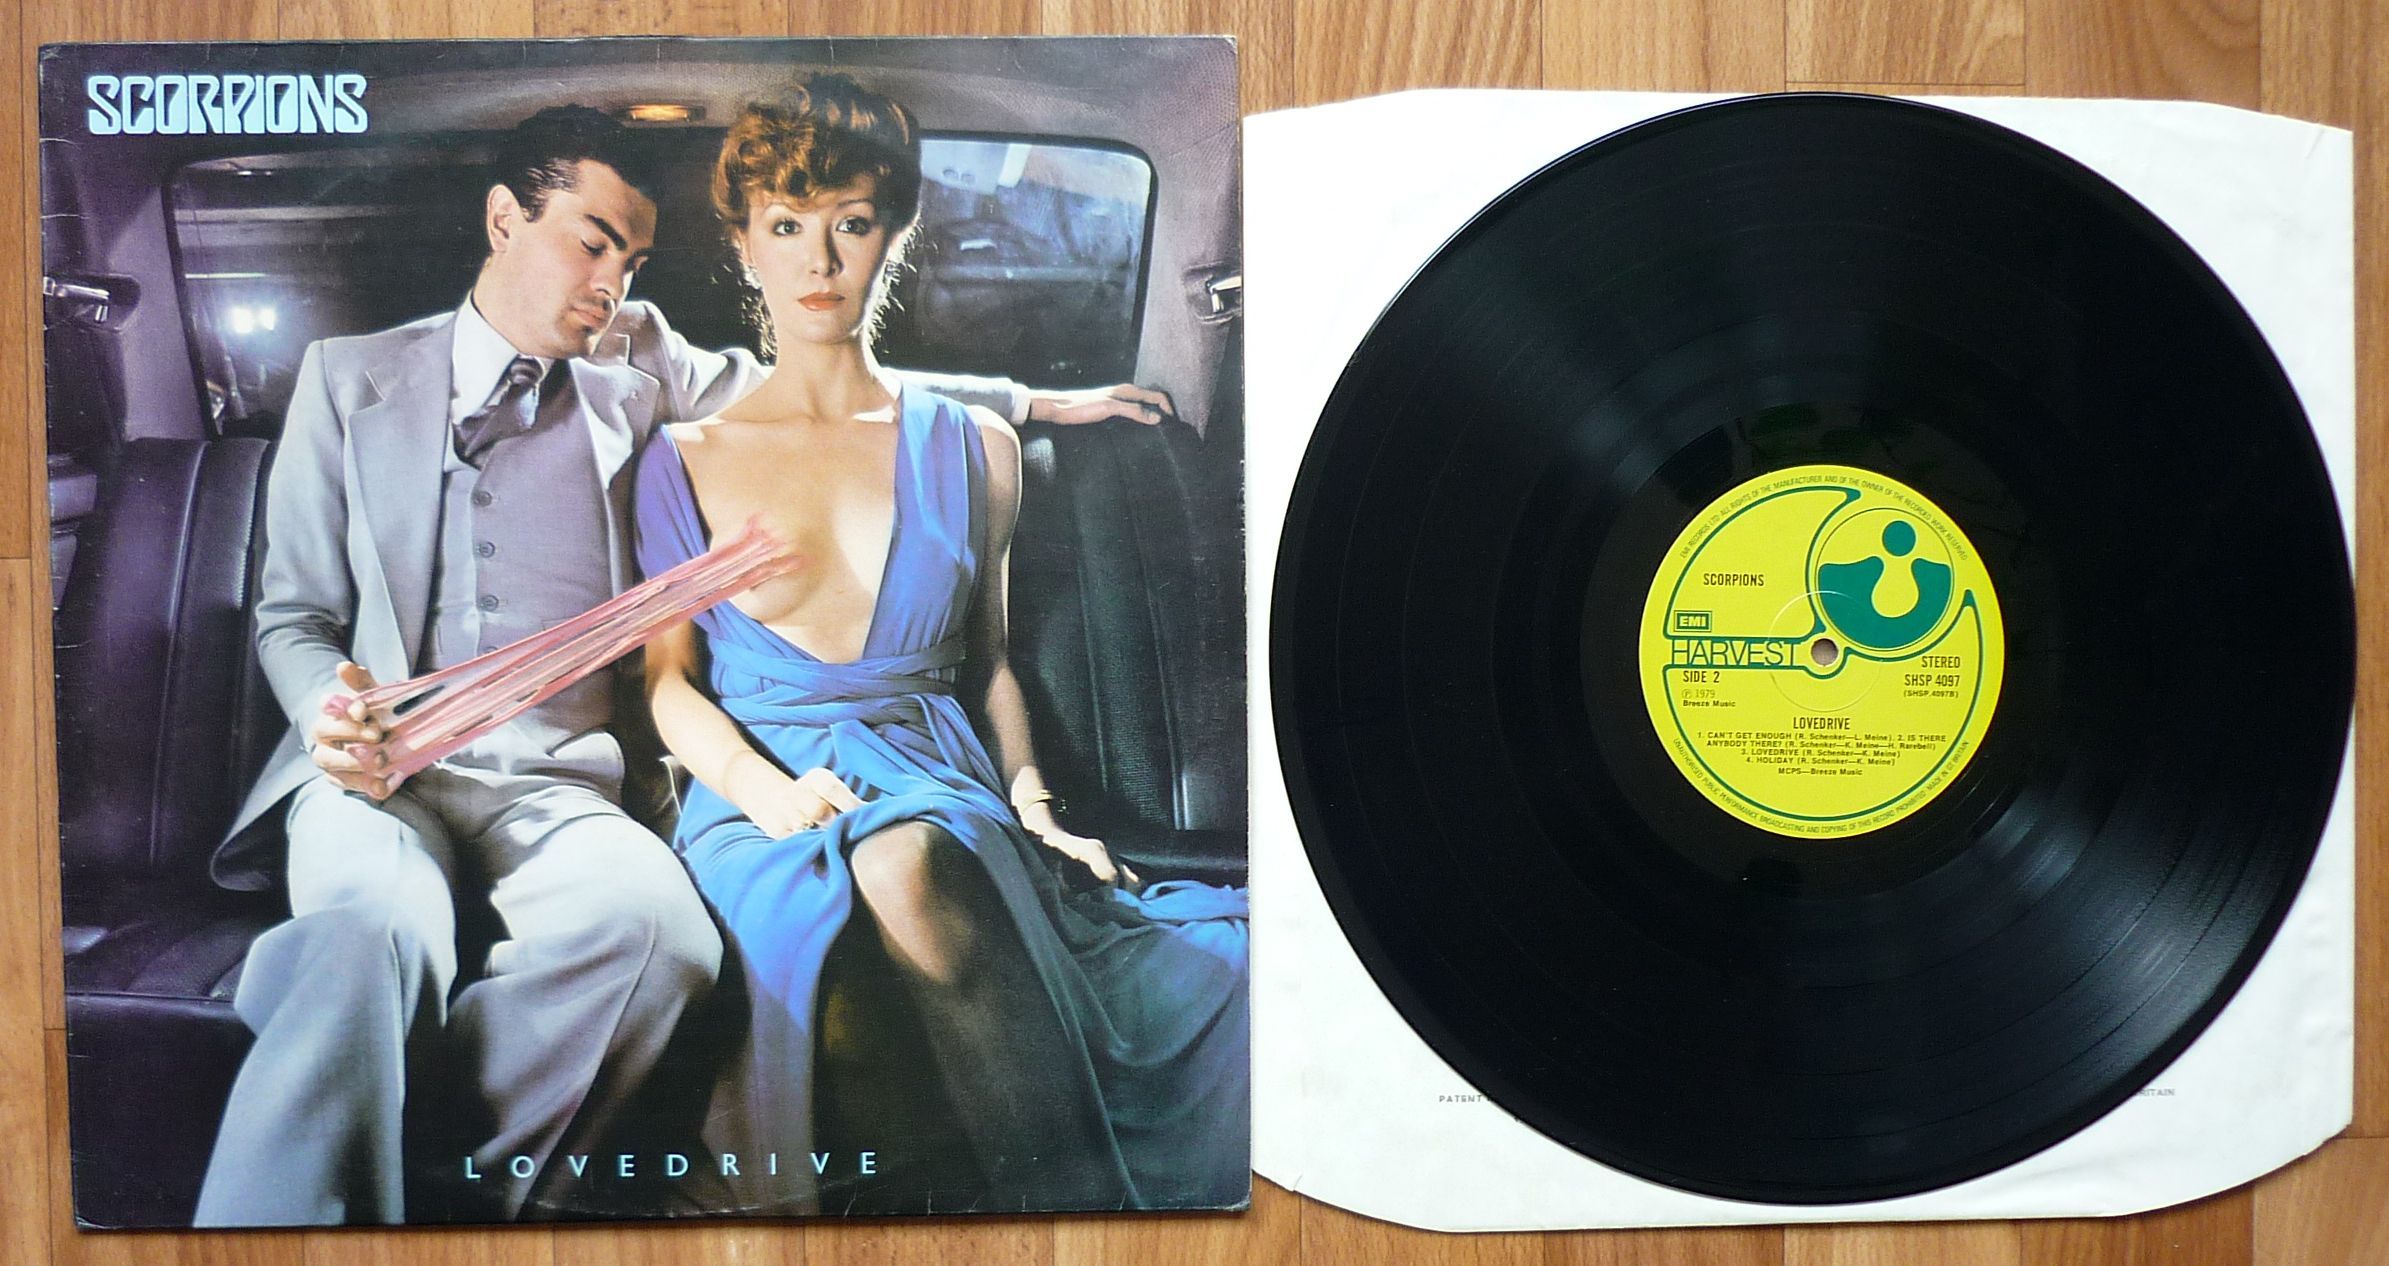 SCORPIONS
LOVEDRIVE
EMI RECORDS LTD. ALL RIGHTS OF THE MANUFACTURER AND OF THE OWNER OF THE RECORDED WORK RESERVED
SCORPIONS
EMI
HARVEST
STEREO
SIDE 2
SHSP 4097
(SHSP.4097B)
℗ 1979
Breeze Music
LOVEDRIVE
1. CAN'T GET ENOUGH (R. Schenker—L. Meine). 2. IS THERE
ANYBODY THERE? (R. Schenker—K. Meine—H. Rarebell)
3. LOVEDRIVE (R. Schenker—K. Meine)
4. HOLIDAY (R. Schenker—K. Meine)
MCPS—Breeze Music
UNAUTHORISED PUBLIC PERFORMANCE BROADCASTING AND COPYING OF THIS RECORD PROHIBITED MADE IN GT BRITAIN
PATENT